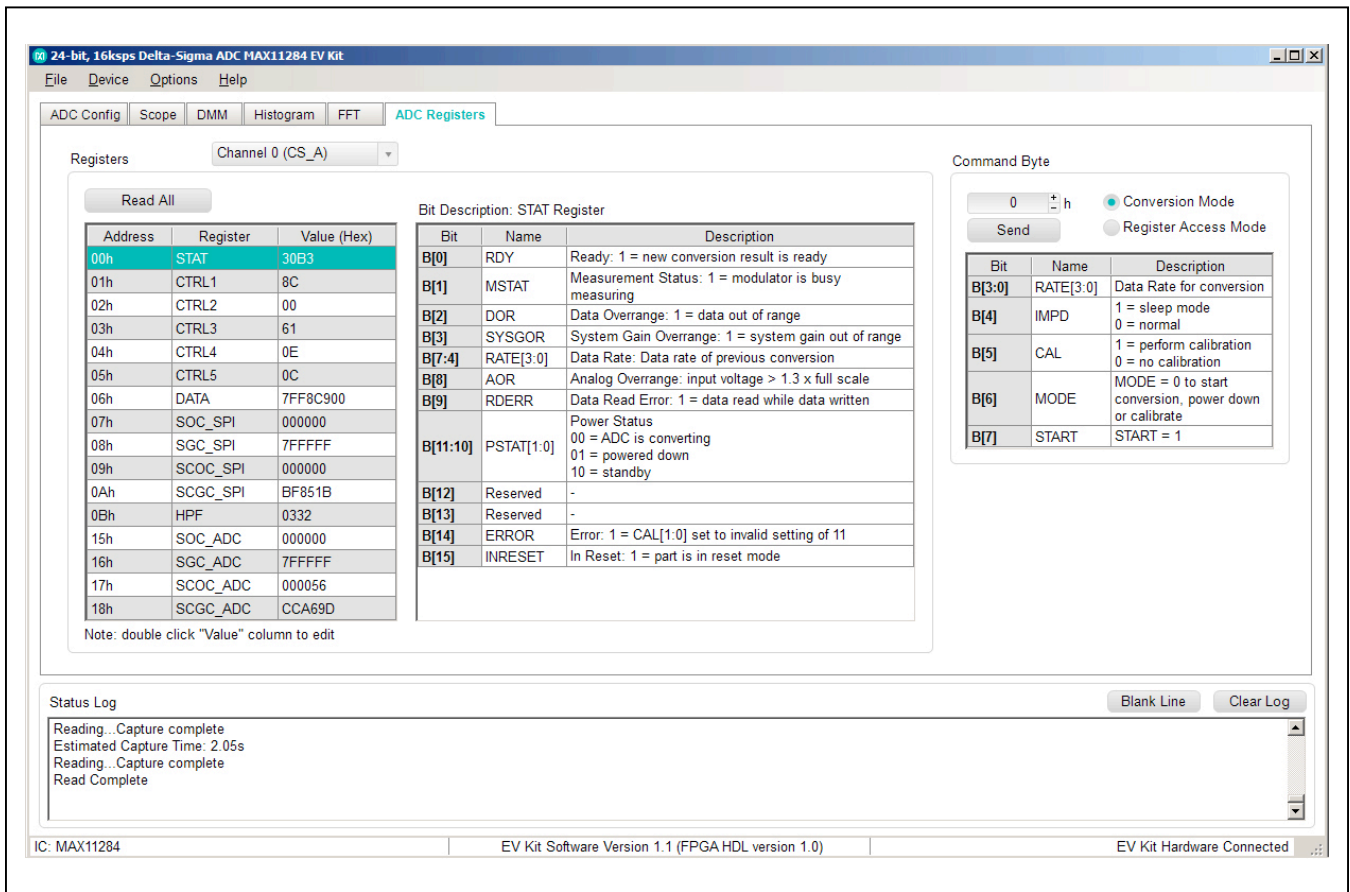 24-bit, 16ksps Delta-Sigma ADC MAX11284 EV Kit
File Device Options Help
ADC Config Scope DMM Histogram FFT ADC Registers
Registers Channel 0 (CS_A)
Read All
Address Register Value (Hex)
00h STAT 30B3
01h CTRL1 8C
02h CTRL2 00
03h CTRL3 61
04h CTRL4 0E
05h CTRL5 0C
06h DATA 7FF8C900
07h SOC_SPI 000000
08h SGC_SPI 7FFFFF
09h SCOC_SPI 000000
0Ah SCGC_SPI BF851B
0Bh HPF 0332
15h SOC_ADC 000000
16h SGC_ADC 7FFFFF
17h SCOC_ADC 000056
18h SCGC_ADC CCA69D
Note: double click "Value" column to edit
Bit Description: STAT Register
Bit Name Description
B[0] RDY Ready: 1 = new conversion result is ready
B[1] MSTAT Measurement Status: 1 = modulator is busy
measuring
B[2] DOR Data Overrange: 1 = data out of range
B[3] SYSGOR System Gain Overrange: 1 = system gain out of range
B[7:4] RATE[3:0] Data Rate: Data rate of previous conversion
B[8] AOR Analog Overrange: input voltage > 1.3 x full scale
B[9] RDERR Data Read Error: 1 = data read while data written
B[11:10] PSTAT[1:0] Power Status
00 = ADC is converting
01 = powered down
10 = standby
B[12] Reserved -
B[13] Reserved -
B[14] ERROR Error: 1 = CAL[1:0] set to invalid setting of 11
B[15] INRESET In Reset: 1 = part is in reset mode
Command Byte
0 h Conversion Mode
Send Register Access Mode
Bit Name Description
B[3:0] RATE[3:0] Data Rate for conversion
B[4] IMPD 1 = sleep mode
0 = normal
B[5] CAL 1 = perform calibration
0 = no calibration
B[6] MODE MODE = 0 to start
conversion, power down
or calibrate
B[7] START START = 1
Status Log Blank Line Clear Log
Reading...Capture complete
Estimated Capture Time: 2.05s
Reading...Capture complete
Read Complete
IC: MAX11284 EV Kit Software Version 1.1 (FPGA HDL version 1.0) EV Kit Hardware Connected